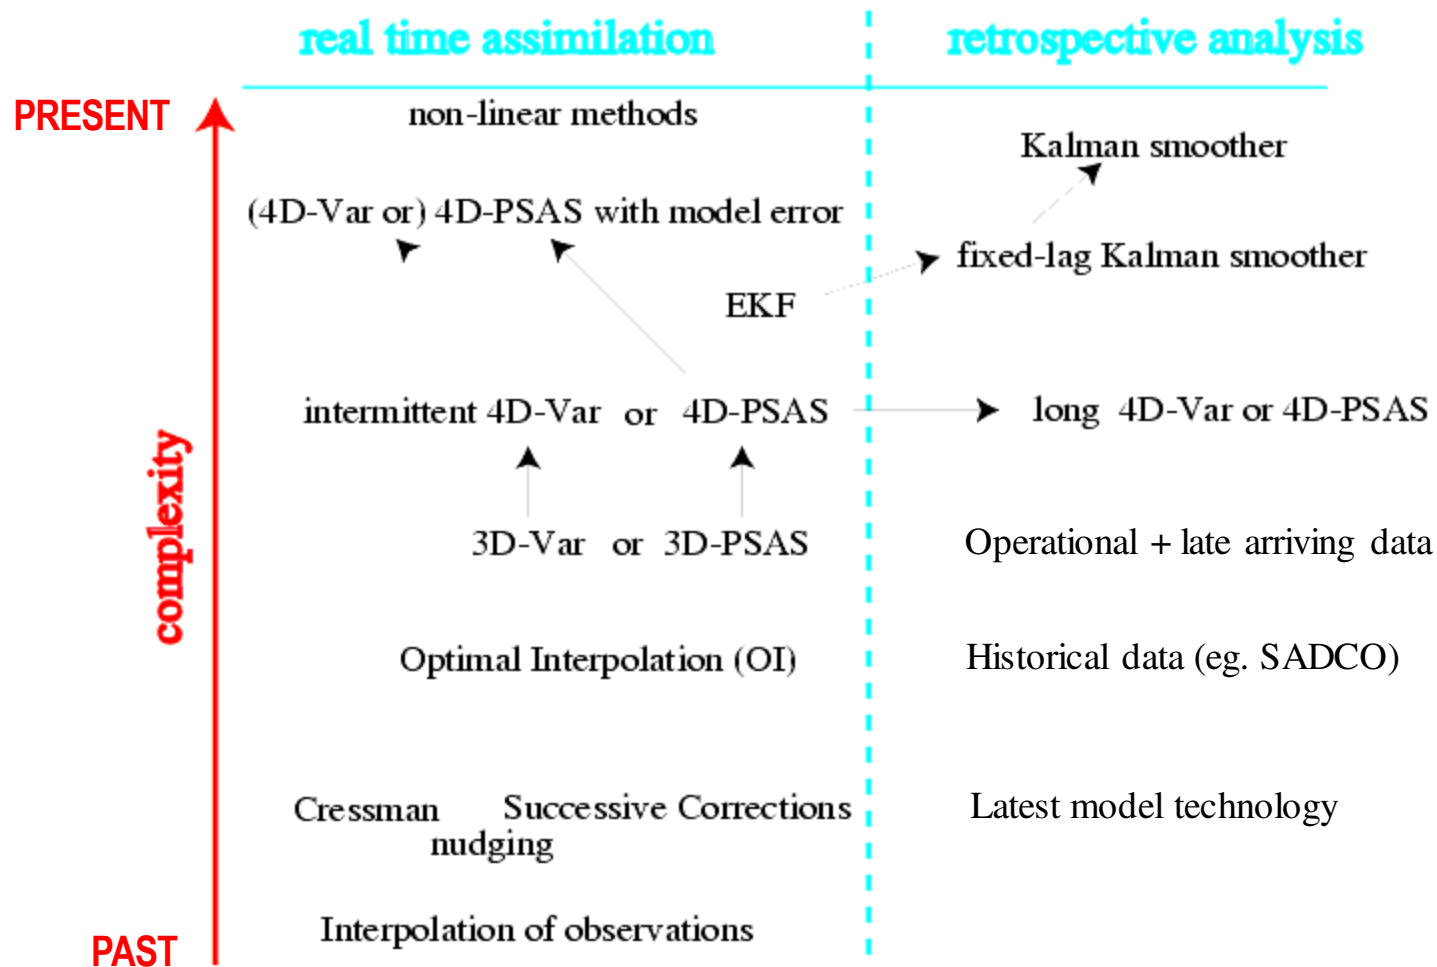 real time assimilation
retrospective analysis
PRESENT
non-linear methods
Kalman smoother
(4D-Var or) 4D-PSAS with model error
fixed-lag Kalman smoother
EKF
intermittent 4D-Var or 4D-PSAS
long 4D-Var or 4D-PSAS
complexity
3D-Var or 3D-PSAS
Operational + late arriving data
Optimal Interpolation (OI)
Historical data (eg. SADCO)
Cressman
Successive Corrections
nudging
Latest model technology
Interpolation of observations
PAST